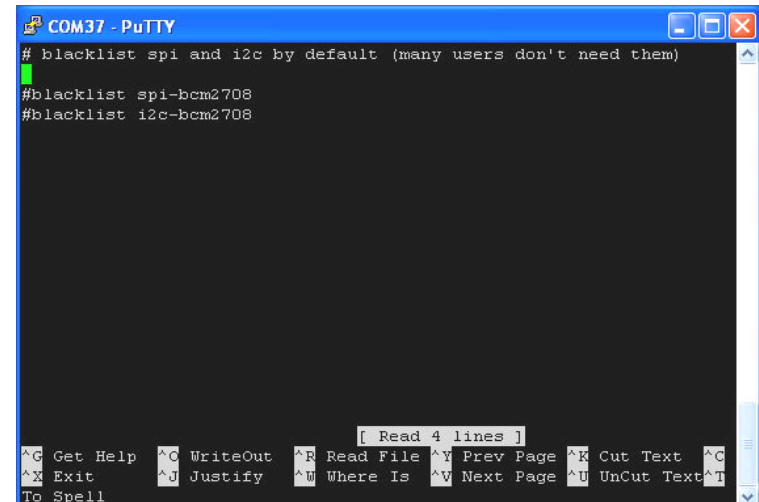 COM37 - PuTTY
# blacklist spi and i2c by default (many users don't need them)
#blacklist spi-bcm2708
#blacklist i2c-bcm2708
[ Read 4 lines ]
^G Get Help ^O WriteOut ^R Read File ^Y Prev Page ^K Cut Text ^C
^X Exit ^J Justify ^W Where Is ^V Next Page ^U UnCut Text^T
To Spell